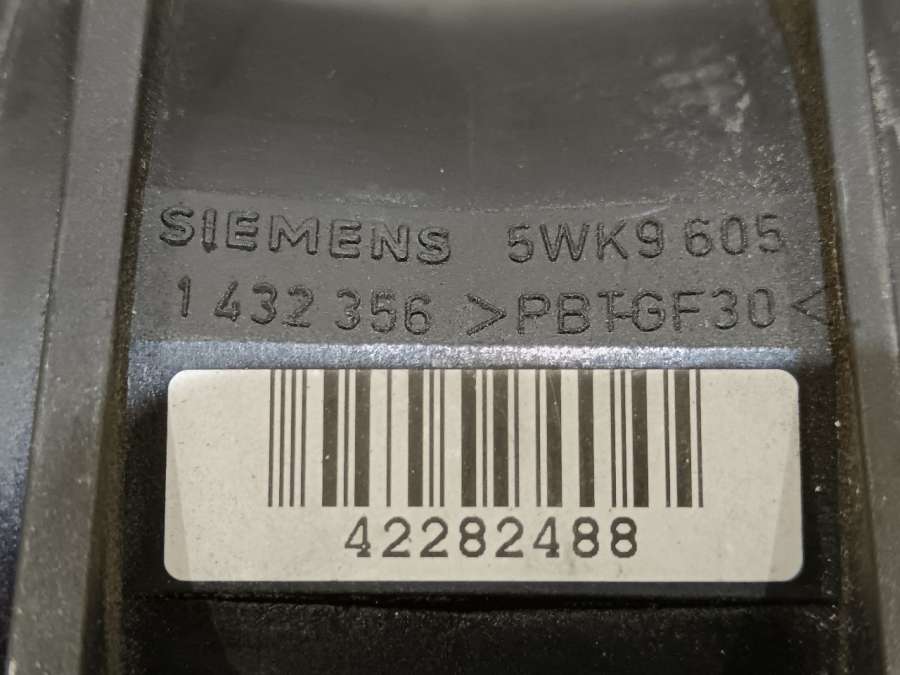 SIEMENS 5WK9 605
1 432 356 >PBT-GF30<
42282488